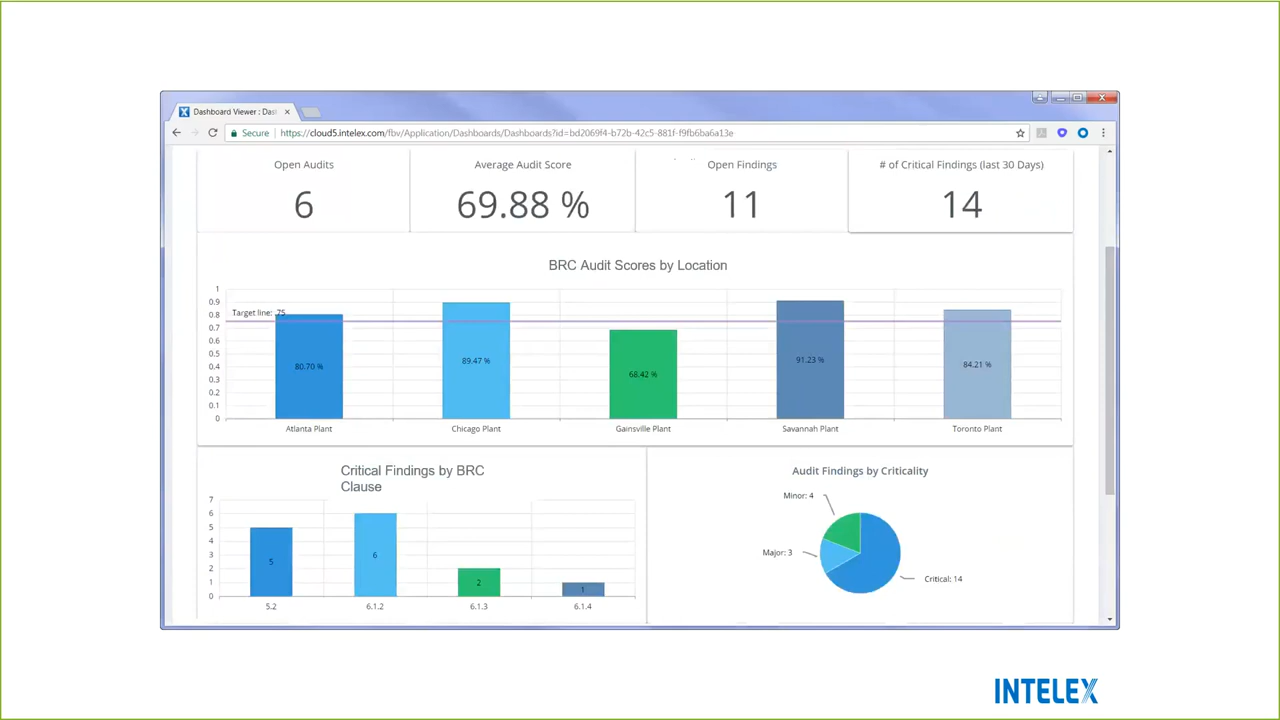 Dashboard Viewer : Das
Secure https://cloud5.intelex.com/fbv/Application/Dashboards/Dashboards?id=bd2069f4-b72b-42c5-881f-f9fb6ba6a13e
Open Audits
6
Average Audit Score
69.88 %
Open Findings
11
# of Critical Findings (last 30 Days)
14
BRC Audit Scores by Location
1
0.9
0.8
0.7
0.6
0.5
0.4
0.3
0.2
0.1
0
Target line: .75
80.70 %
89.47 %
68.42 %
91.23 %
84.21 %
Atlanta Plant
Chicago Plant
Gainsville Plant
Savannah Plant
Toronto Plant
Critical Findings by BRC
Clause
7
6
5
4
3
2
1
0
5
6
2
1
5.2
6.1.2
6.1.3
6.1.4
Audit Findings by Criticality
Minor: 4
Major: 3
Critical: 14
INTELEX